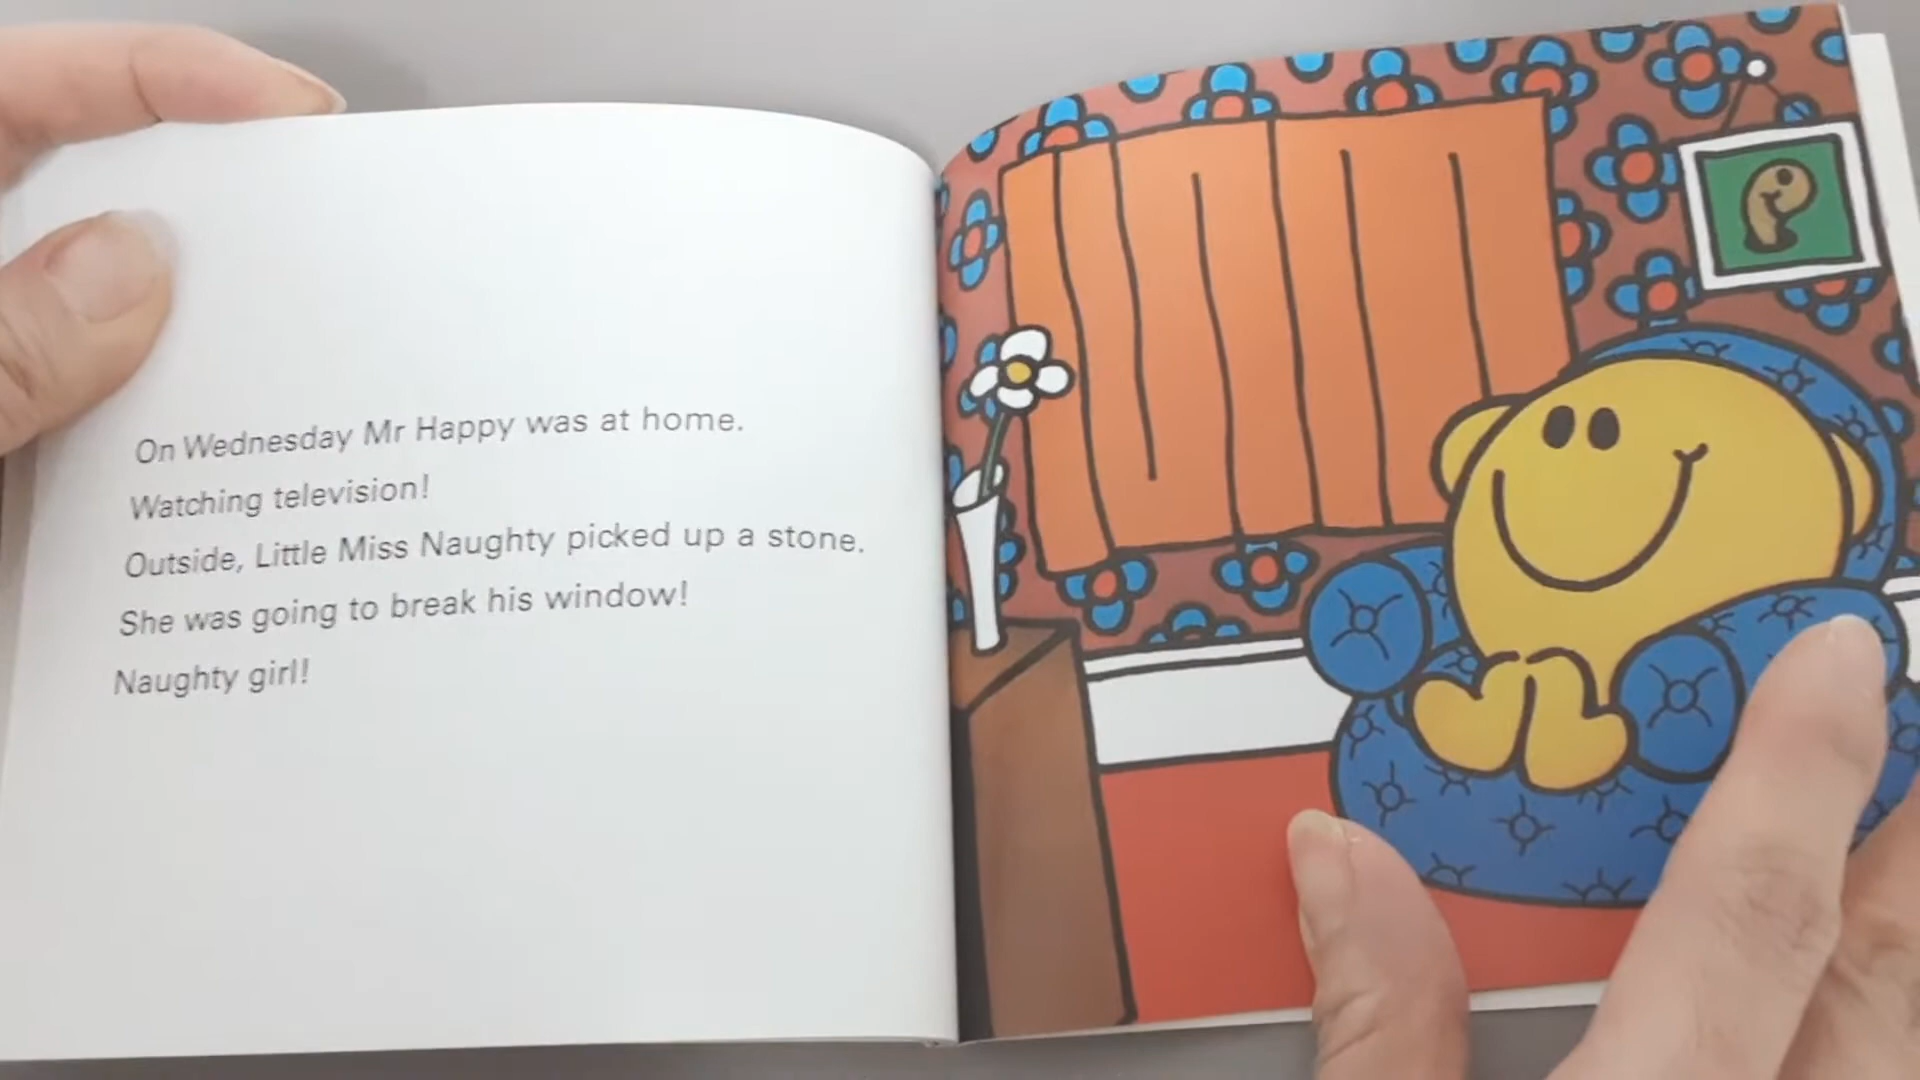 On Wednesday Mr Happy was at home.
Watching television!
Outside, Little Miss Naughty picked up a stone.
She was going to break his window!
Naughty girl!